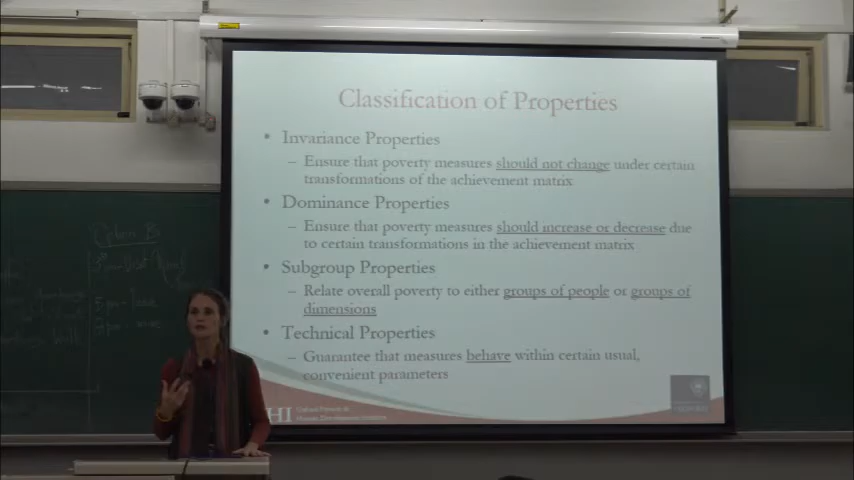 Classification of Properties
• Invariance Properties
– Ensure that poverty measures should not change under certain
transformations of the achievement matrix
• Dominance Properties
– Ensure that poverty measures should increase or decrease due
to certain transformations in the achievement matrix
• Subgroup Properties
– Relate overall poverty to either groups of people or groups of
dimensions
• Technical Properties
– Guarantee that measures behave within certain usual,
convenient parameters
HI
OXFORD
Option B